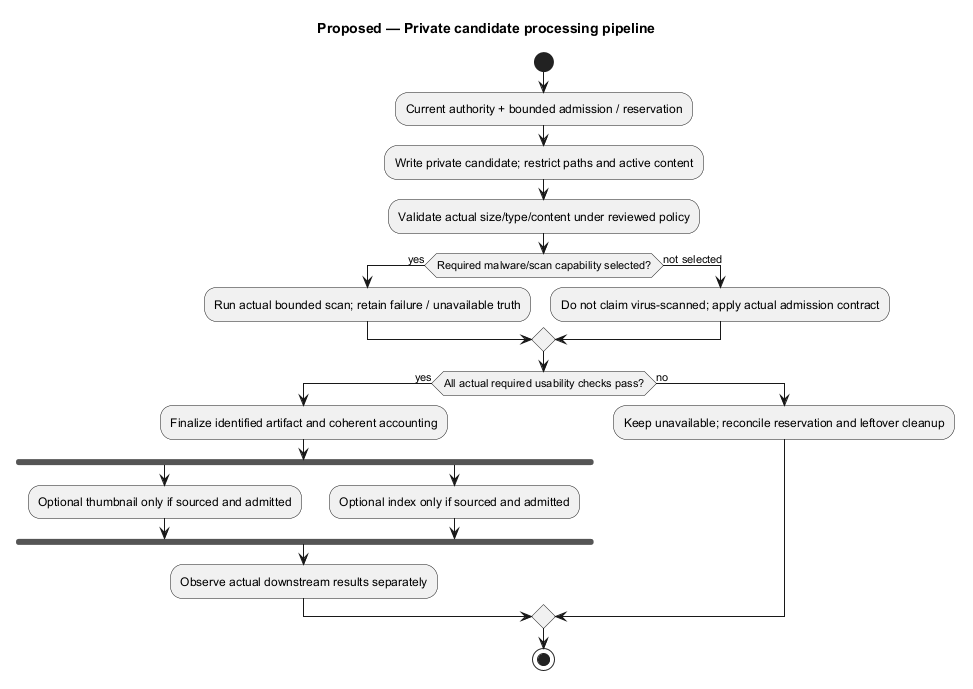 Proposed — Private candidate processing pipeline
Current authority + bounded admission / reservation
Write private candidate; restrict paths and active content
Validate actual size/type/content under reviewed policy
yes
Required malware/scan capability selected?
not selected
Run actual bounded scan; retain failure / unavailable truth
Do not claim virus-scanned; apply actual admission contract
yes
All actual required usability checks pass?
no
Finalize identified artifact and coherent accounting
Keep unavailable; reconcile reservation and leftover cleanup
Optional thumbnail only if sourced and admitted
Optional index only if sourced and admitted
Observe actual downstream results separately